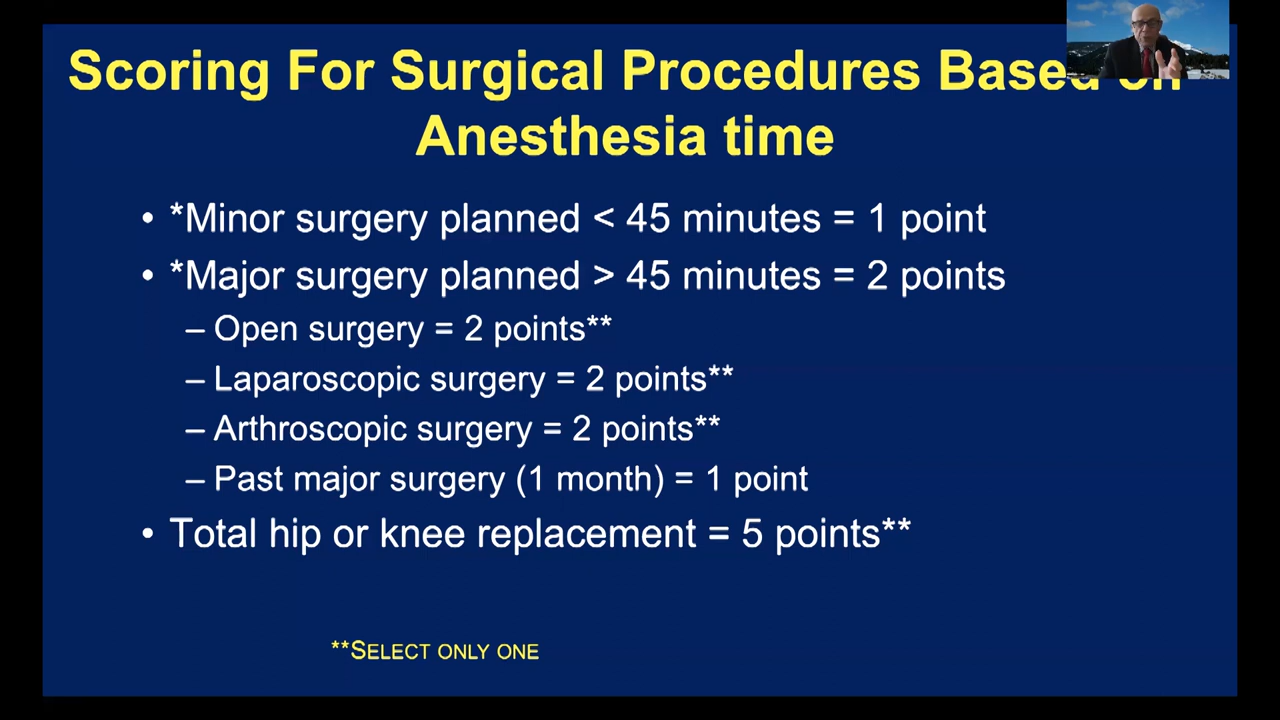 Scoring For Surgical Procedures Based on
Anesthesia time
• *Minor surgery planned < 45 minutes = 1 point
• *Major surgery planned > 45 minutes = 2 points
– Open surgery = 2 points**
– Laparoscopic surgery = 2 points**
– Arthroscopic surgery = 2 points**
– Past major surgery (1 month) = 1 point
• Total hip or knee replacement = 5 points**
**SELECT ONLY ONE